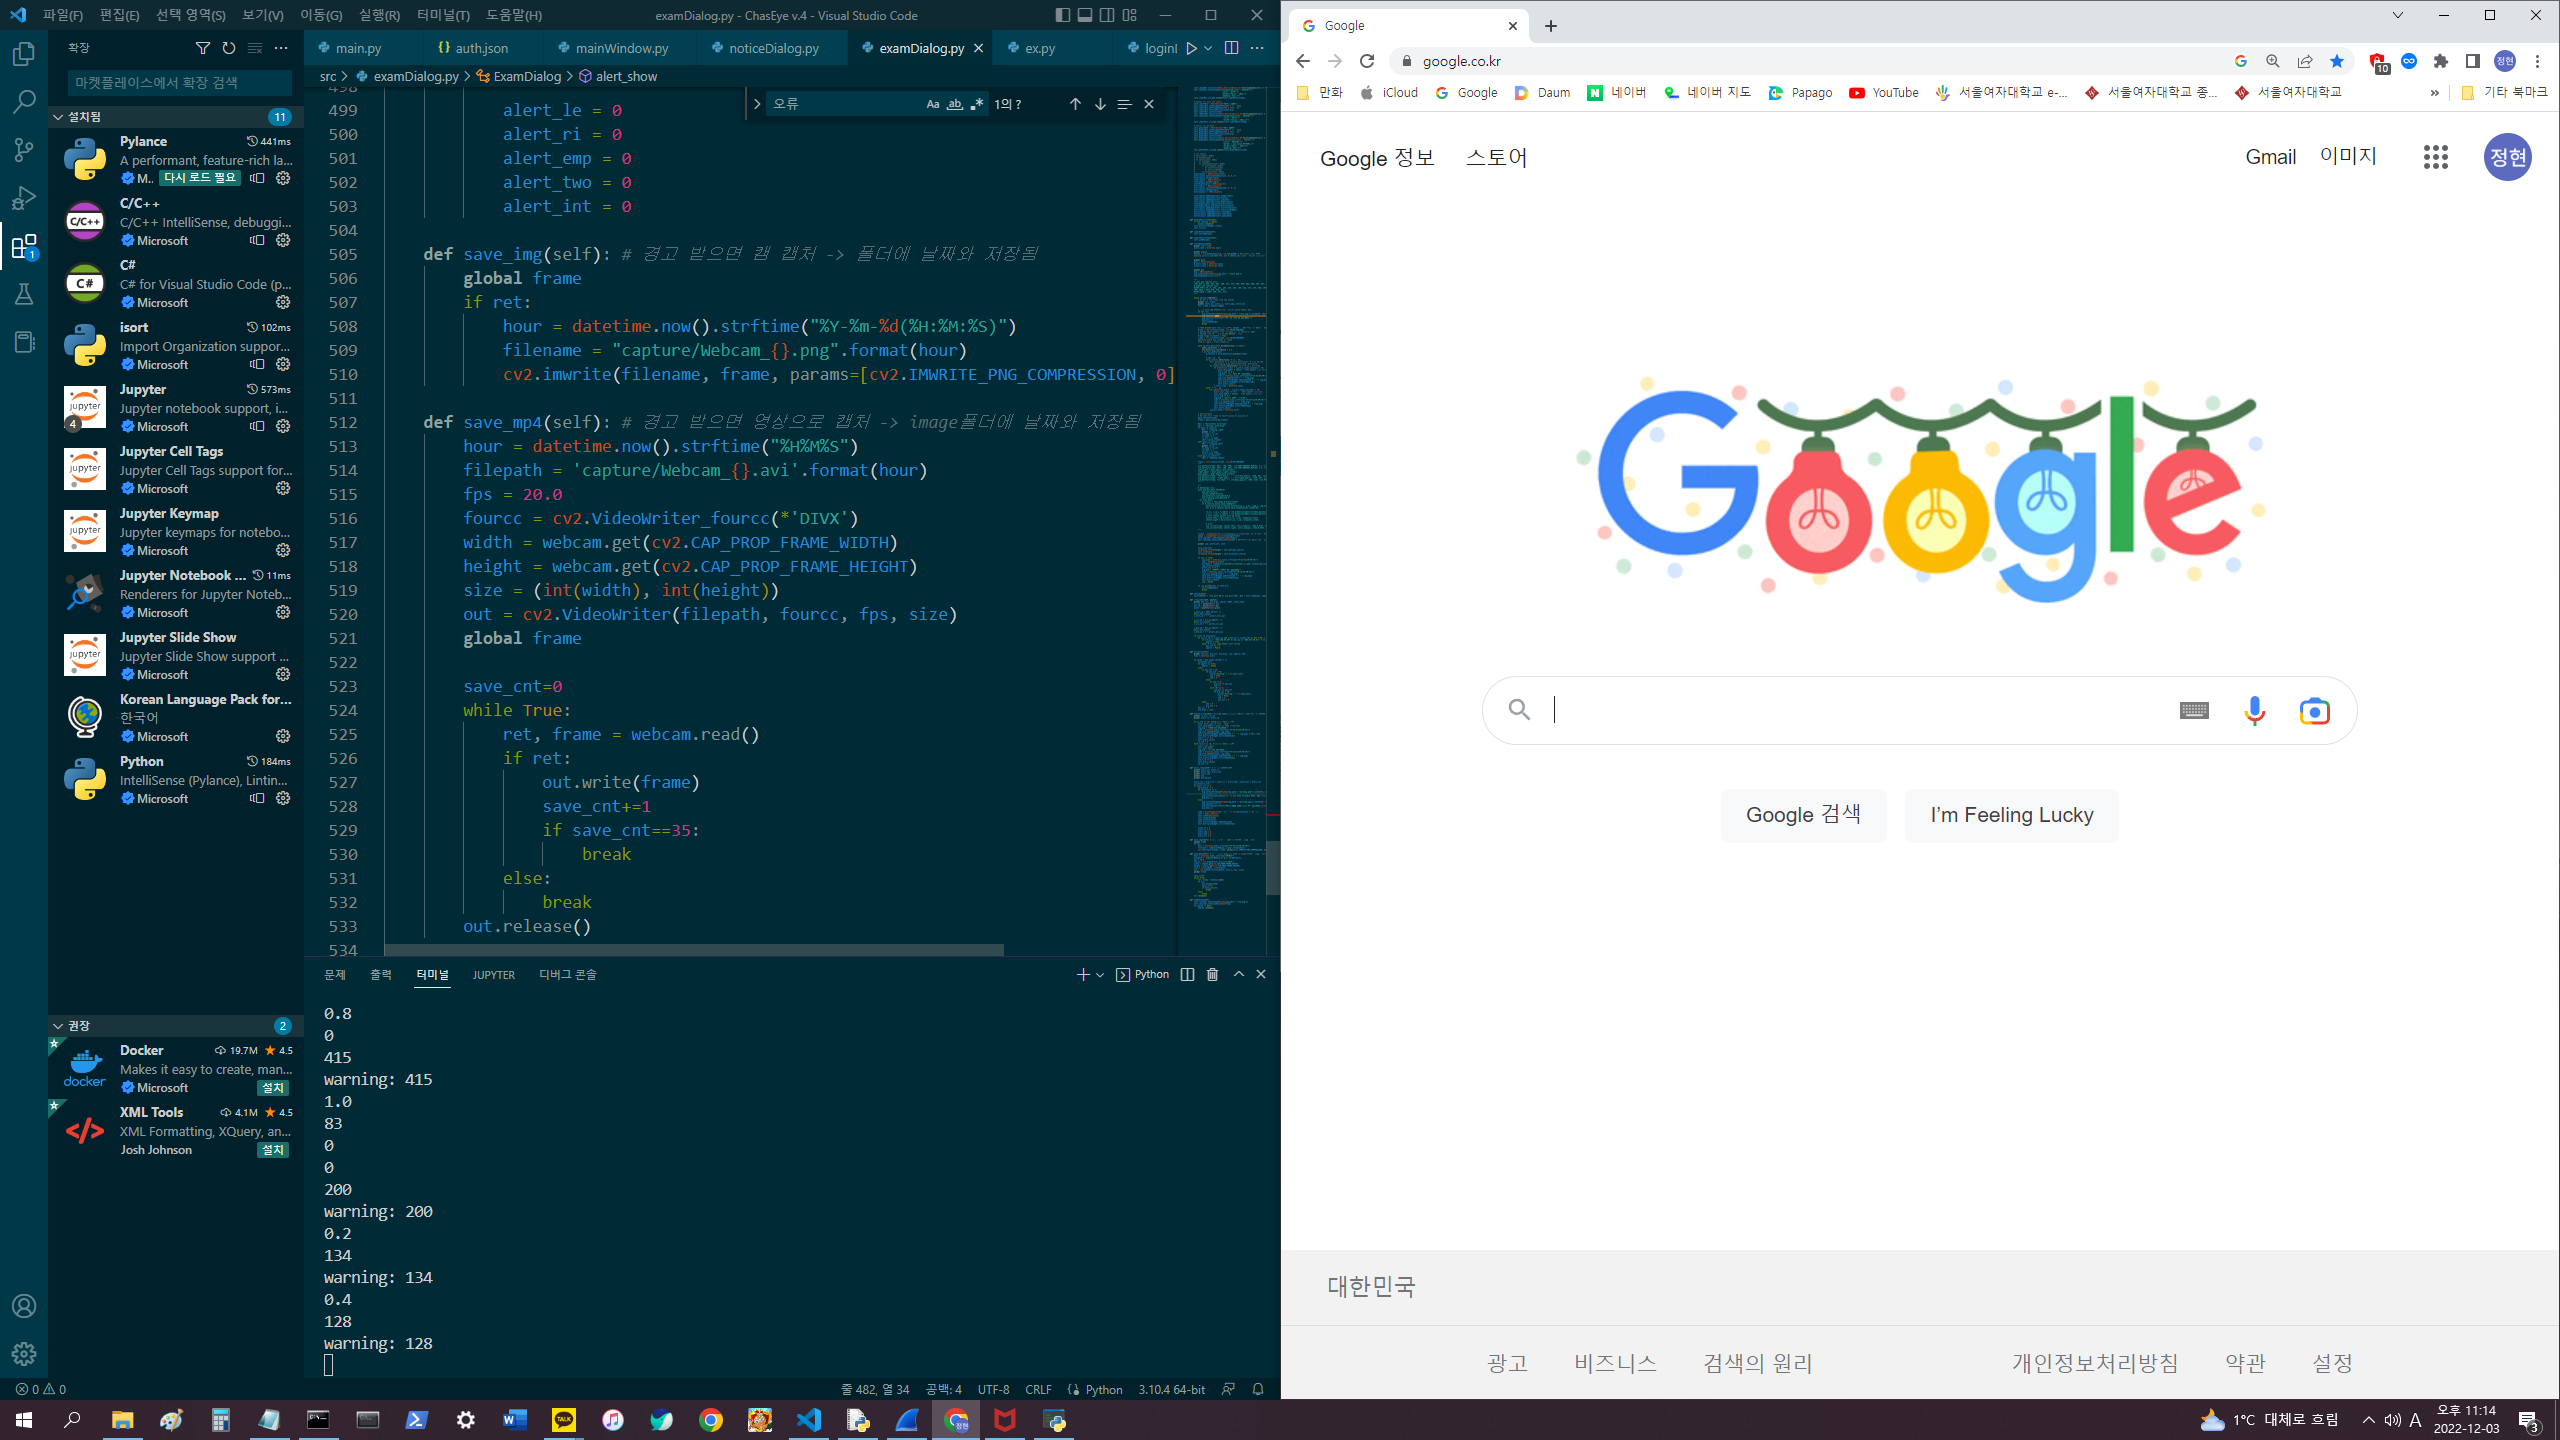 파일(F) 편집(E) 선택 영역(S) 보기(V) 이동(G) 실행(R) 터미널(T) 도움말(H)
examDialog.py - ChasEye v.4 - Visual Studio Code
확장
마켓플레이스에서 확장 검색
설치됨 11
Pylance 441ms
A performant, feature-rich la...
M.. 다시 로드 필요
C/C++
C/C++
C/C++ IntelliSense, debuggi...
Microsoft
C#
C#
C# for Visual Studio Code (p...
Microsoft
isort 102ms
Import Organization suppor...
Microsoft
Jupyter 573ms
jupyter
Jupyter notebook support, i...
4
Microsoft
Jupyter Cell Tags
jupyter
Jupyter Cell Tags support for...
Microsoft
Jupyter Keymap
jupyter
Jupyter keymaps for notebo...
Microsoft
Jupyter Notebook ... 11ms
Renderers for Jupyter Noteb...
Microsoft
Jupyter Slide Show
jupyter
Jupyter Slide Show support ...
Microsoft
Korean Language Pack for...
한국어
Microsoft
Python 184ms
IntelliSense (Pylance), Lintin...
Microsoft
1
권장 2
Docker 19.7M 4.5
Makes it easy to create, man...
docker
Microsoft 설치
XML Tools 4.1M 4.5
XML Formatting, XQuery, an...
Josh Johnson 설치
main.py auth.json mainWindow.py noticeDialog.py examDialog.py ex.py loginI
src > examDialog.py > ExamDialog > alert_show
오류 Aa ab 1의 ?
498
499 alert_le = 0
500 alert_ri = 0
501 alert_emp = 0
502 alert_two = 0
503 alert_int = 0
504
505 def save_img(self): # 경고 받으면 캠 캡처 -> 폴더에 날짜와 저장됨
506 global frame
507 if ret:
508 hour = datetime.now().strftime("%Y-%m-%d(%H:%M:%S)")
509 filename = "capture/Webcam_{}.png".format(hour)
510 cv2.imwrite(filename, frame, params=[cv2.IMWRITE_PNG_COMPRESSION, 0]
511
512 def save_mp4(self): # 경고 받으면 영상으로 캡처 -> image폴더에 날짜와 저장됨
513 hour = datetime.now().strftime("%H%M%S")
514 filepath = 'capture/Webcam_{}.avi'.format(hour)
515 fps = 20.0
516 fourcc = cv2.VideoWriter_fourcc(*'DIVX')
517 width = webcam.get(cv2.CAP_PROP_FRAME_WIDTH)
518 height = webcam.get(cv2.CAP_PROP_FRAME_HEIGHT)
519 size = (int(width), int(height))
520 out = cv2.VideoWriter(filepath, fourcc, fps, size)
521 global frame
522
523 save_cnt=0
524 while True:
525 ret, frame = webcam.read()
526 if ret:
527 out.write(frame)
528 save_cnt+=1
529 if save_cnt==35:
530 break
531 else:
532 break
533 out.release()
534
문제 출력 터미널 JUPYTER 디버그 콘솔
Python
0.8
0
415
warning: 415
1.0
83
0
0
200
warning: 200
0.2
134
warning: 134
0.4
128
warning: 128
0 0
줄 482, 열 34 공백: 4 UTF-8 CRLF Python 3.10.4 64-bit
Google
google.co.kr
10
정현
만화 iCloud Google Daum 네이버 네이버 지도 Papago YouTube 서울여자대학교 e-... 서울여자대학교 종... 서울여자대학교 » 기타 북마크
Google 정보 스토어 Gmail 이미지 정현
Google
Google 검색 I'm Feeling Lucky
대한민국
광고 비즈니스 검색의 원리 개인정보처리방침 약관 설정
TALK
정현
1°C 대체로 흐림 A 오후 11:14
2022-12-03
3